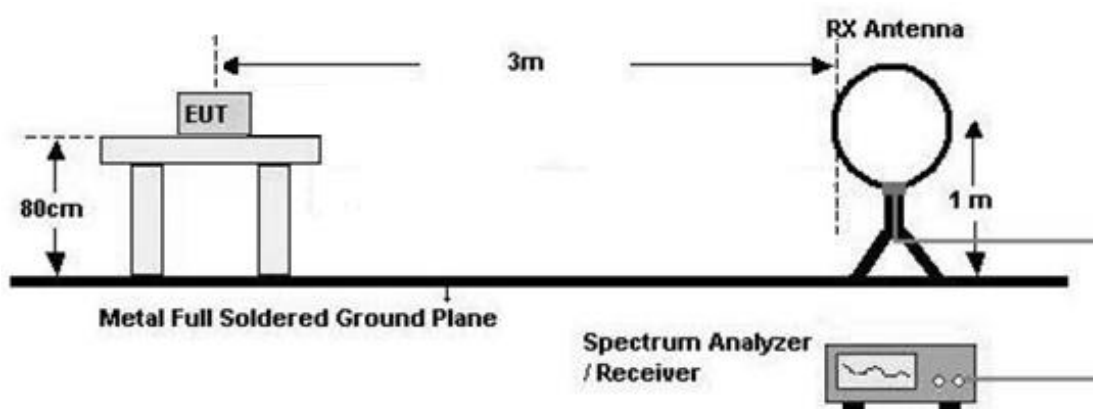 RX Antenna
3m
EUT
80cm
1 m
Metal Full Soldered Ground Plane
Spectrum Analyzer
/ Receiver